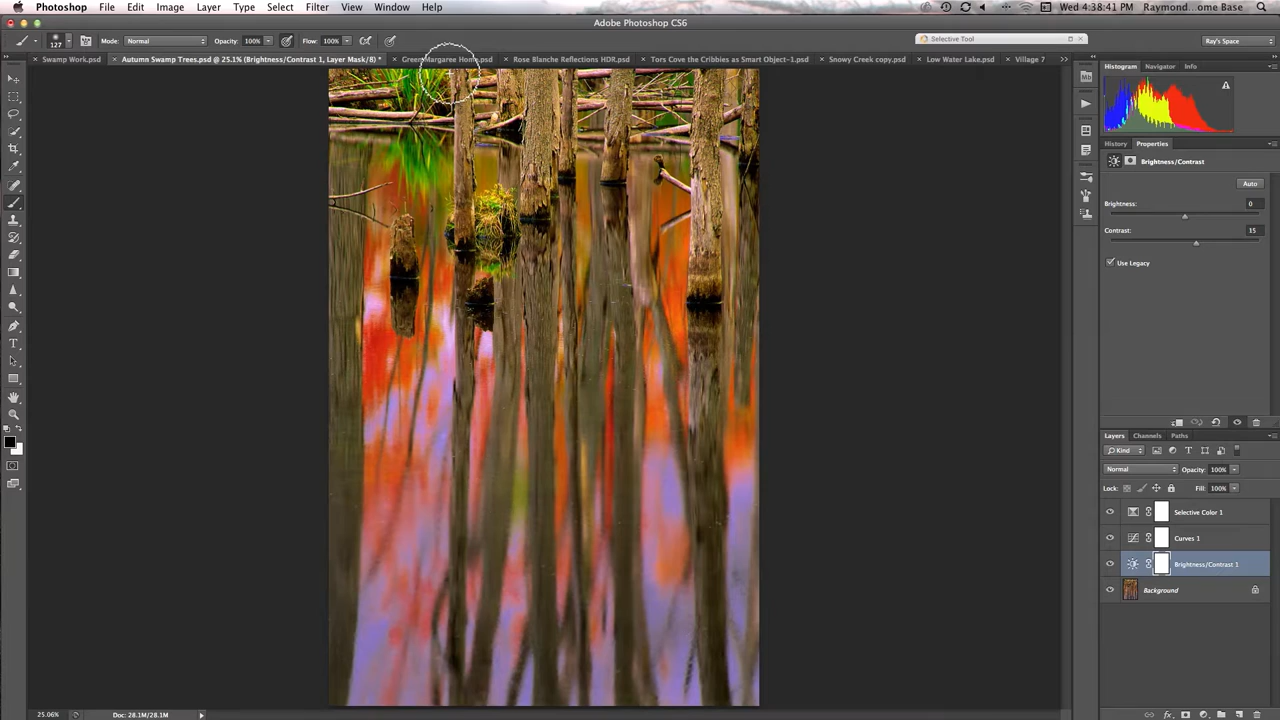 Photoshop File Edit Image Layer Type Select Filter View Window Help Wed 4:38:41 PM Raymond...ome Base
Adobe Photoshop CS6
127 Mode: Normal Opacity: 100% Flow: 100% Selective Tool Ray's Space
Swamp Work.psd Autumn Swamp Trees.psd @ 25.1% (Brightness/Contrast 1, Layer Mask/8) * Rose Blanche Reflections HDR.psd Tors Cove the Cribbies as Smart Object-1.psd Snowy Creek copy.psd Low Water Lake.psd Village 7
Histogram Navigator Info
History Properties
Brightness/Contrast
Auto
Brightness: 0
Contrast: 15
Use Legacy
Layers Channels Paths
Kind
Normal Opacity: 100%
Lock: Fill: 100%
Selective Color 1
Curves 1
Brightness/Contrast 1
Background
25.06% Doc: 28.1M/28.1M
Mb